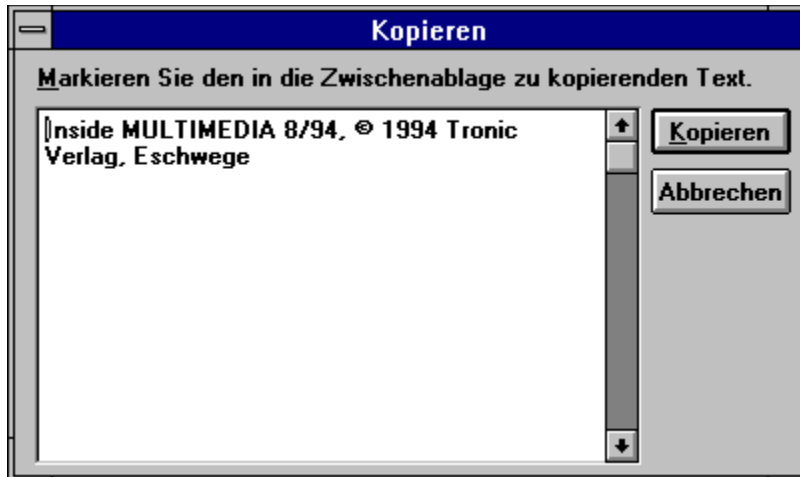 Kopieren
Markieren Sie den in die Zwischenablage zu kopierenden Text.
Inside MULTIMEDIA 8/94, © 1994 Tronic
Verlag, Eschwege
Kopieren
Abbrechen